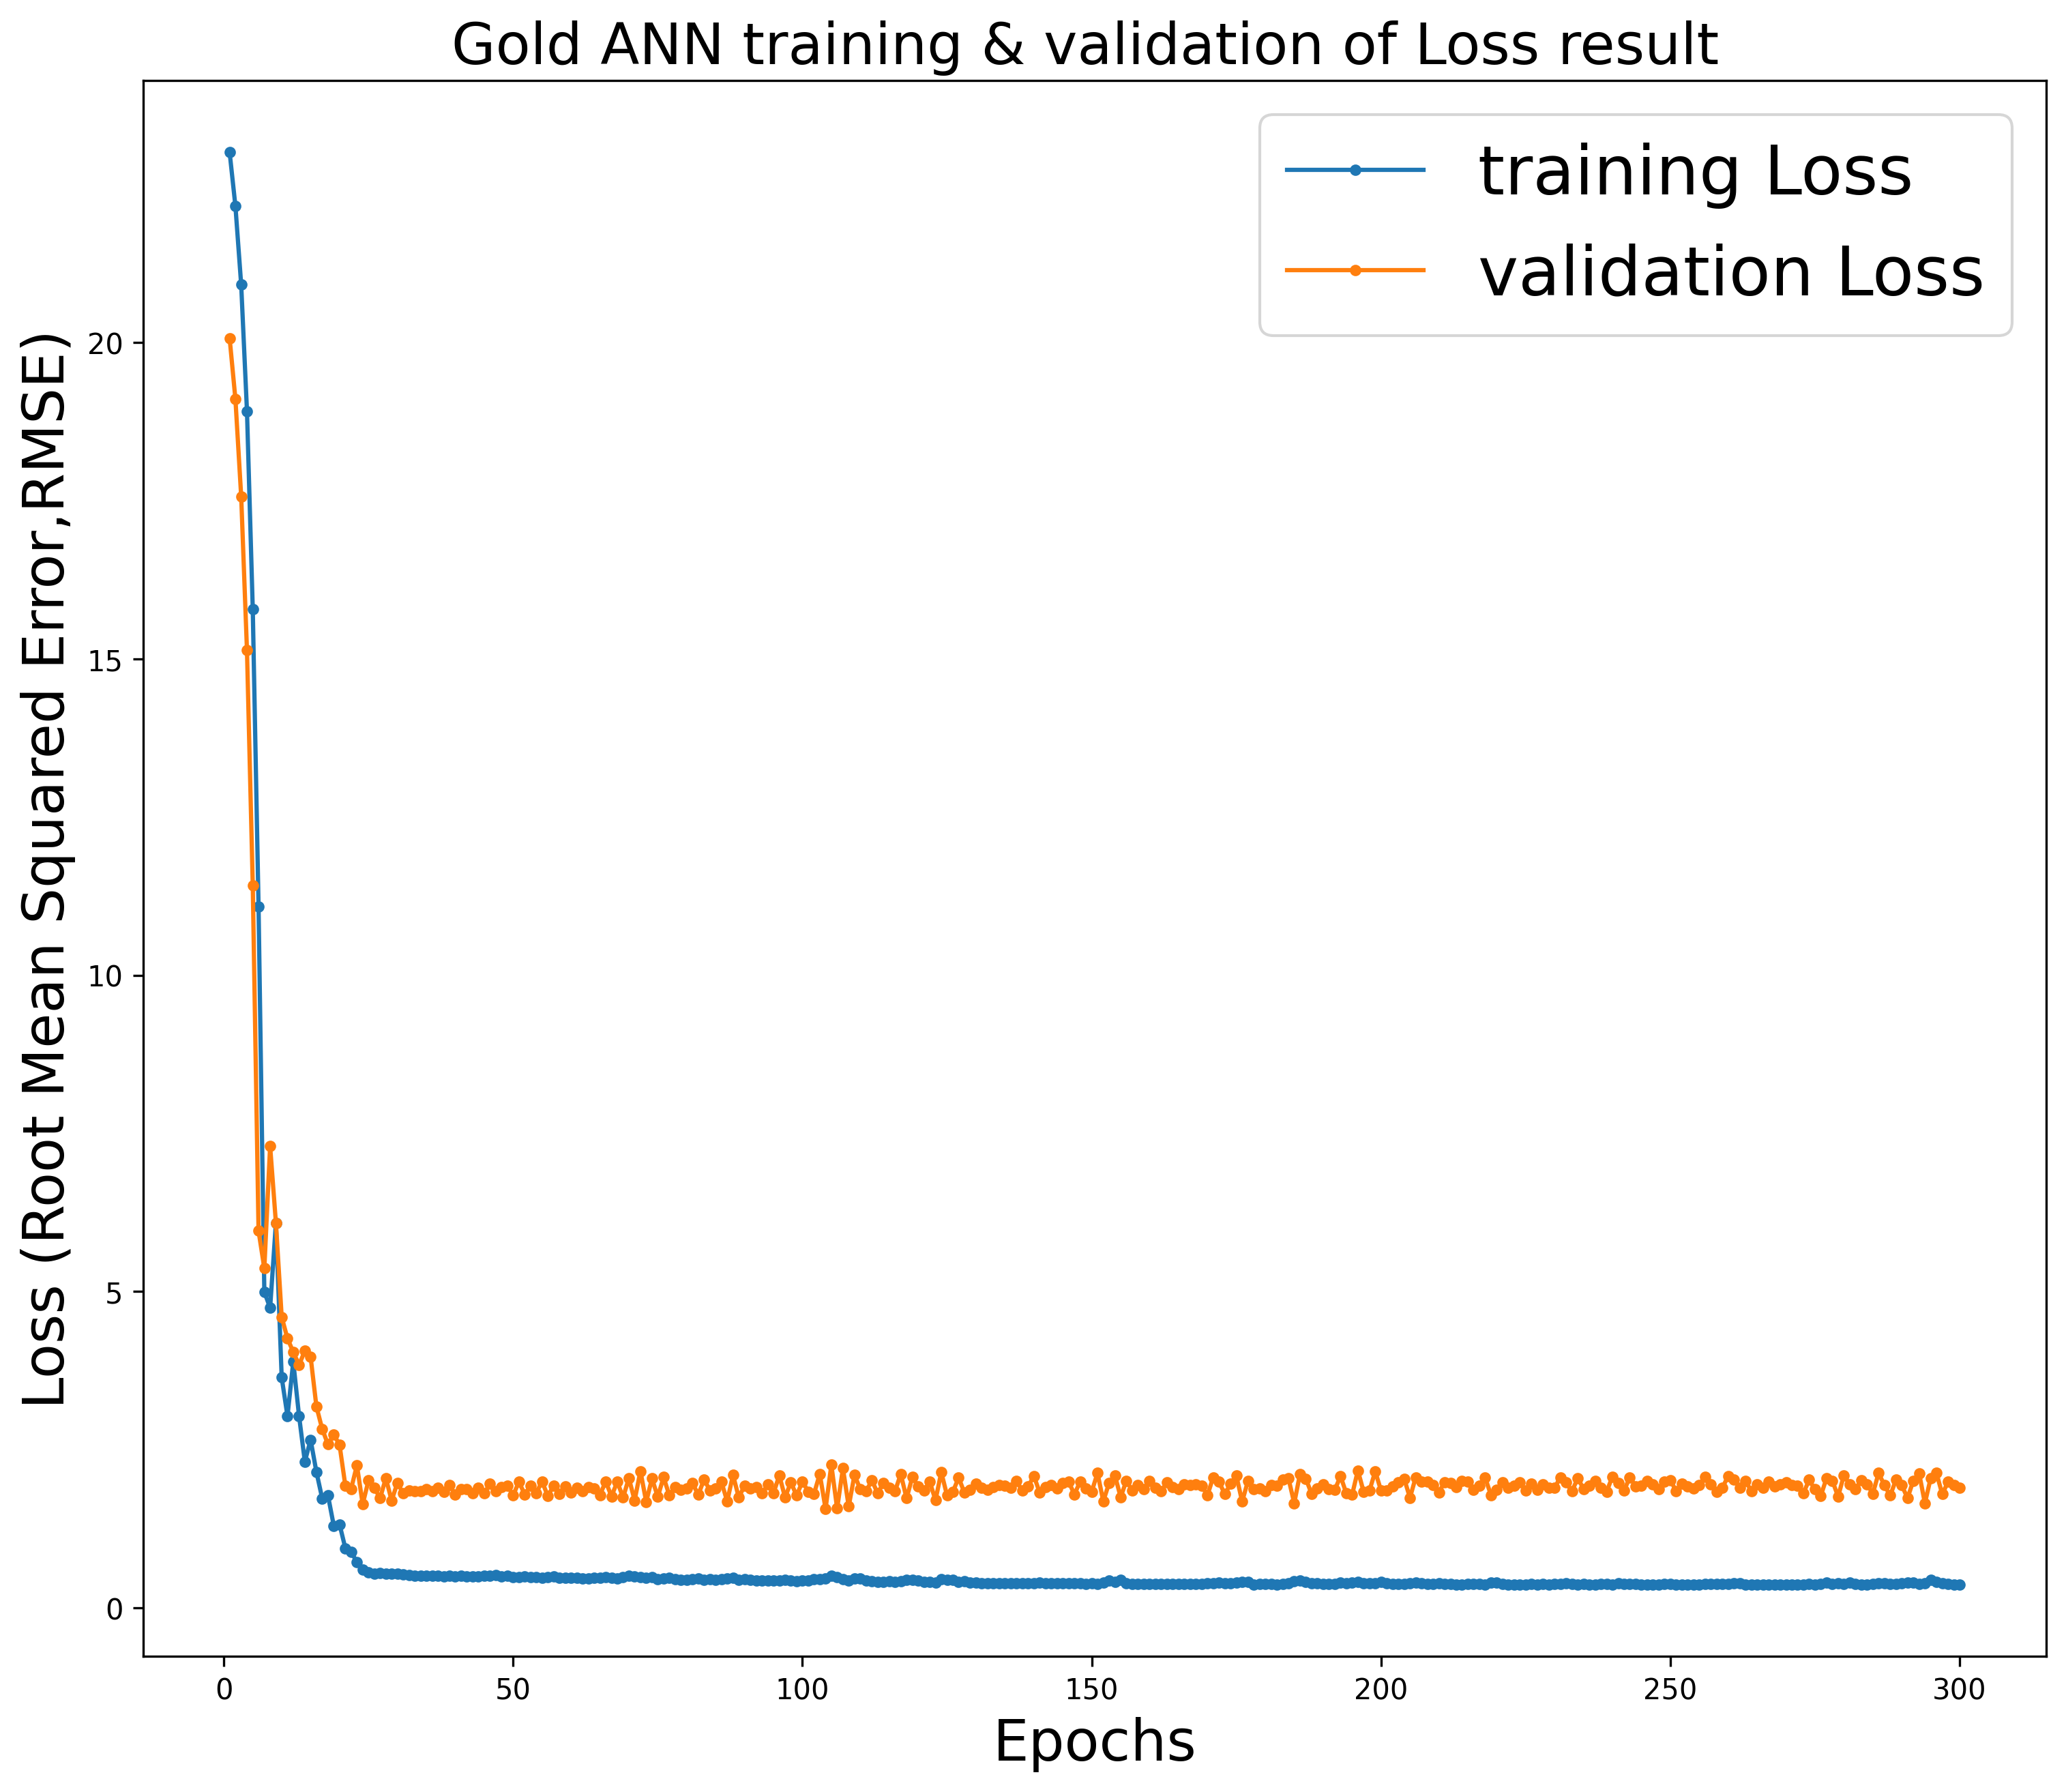 Gold ANN training & validation of Loss result
training Loss
validation Loss
Loss (Root Mean Squared Error,RMSE)
20
15
10
5
0
0 50 100 150 200 250 300
Epochs